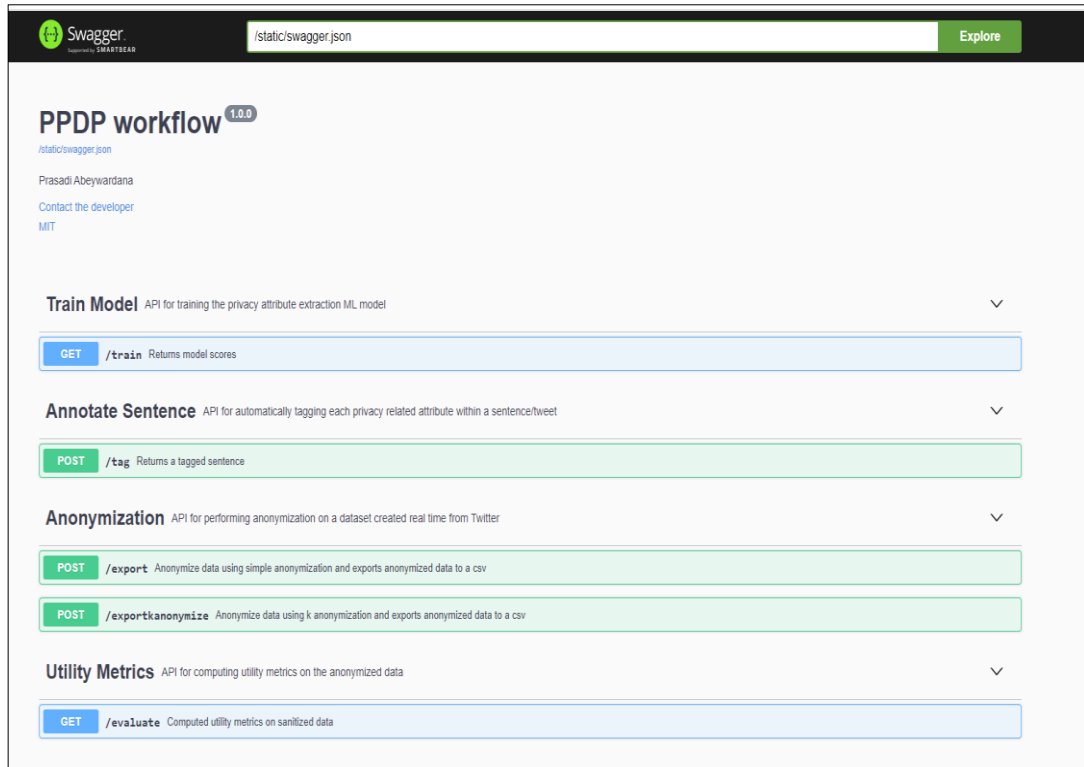 Swagger.
Supported by SMARTBEAR
/static/swagger.json
Explore
PPDP workflow 1.0.0
/static/swagger.json
Prasadi Abeywardana
Contact the developer
MIT
Train Model API for training the privacy attribute extraction ML model
GET /train Returns model scores
Annotate Sentence API for automatically tagging each privacy related attribute within a sentence/tweet
POST /tag Returns a tagged sentence
Anonymization API for performing anonymization on a dataset created real time from Twitter
POST /export Anonymize data using simple anonymization and exports anonymized data to a csv
POST /exportkanonymize Anonymize data using k anonymization and exports anonymized data to a csv
Utility Metrics API for computing utility metrics on the anonymized data
GET /evaluate Computed utility metrics on sanitized data